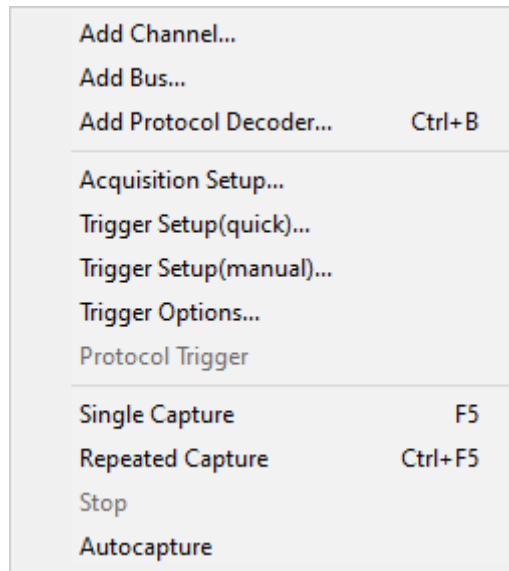 Add Channel...
Add Bus...
Add Protocol Decoder... Ctrl+B
Acquisition Setup...
Trigger Setup(quick)...
Trigger Setup(manual)...
Trigger Options...
Protocol Trigger
Single Capture F5
Repeated Capture Ctrl+F5
Stop
Autocapture